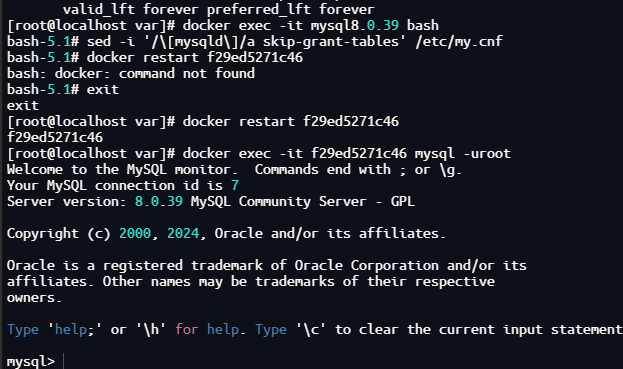 valid_lft forever preferred_lft forever
[root@localhost var]# docker exec -it mysql8.0.39 bash
bash-5.1# sed -i '/\[mysqld\]/a skip-grant-tables' /etc/my.cnf
bash-5.1# docker restart f29ed5271c46
bash: docker: command not found
bash-5.1# exit
exit
[root@localhost var]# docker restart f29ed5271c46
f29ed5271c46
[root@localhost var]# docker exec -it f29ed5271c46 mysql -uroot
Welcome to the MySQL monitor.  Commands end with ; or \g.
Your MySQL connection id is 7
Server version: 8.0.39 MySQL Community Server - GPL
Copyright (c) 2000, 2024, Oracle and/or its affiliates.
Oracle is a registered trademark of Oracle Corporation and/or its
affiliates. Other names may be trademarks of their respective
owners.
Type 'help;' or '\h' for help. Type '\c' to clear the current input statement
mysql>